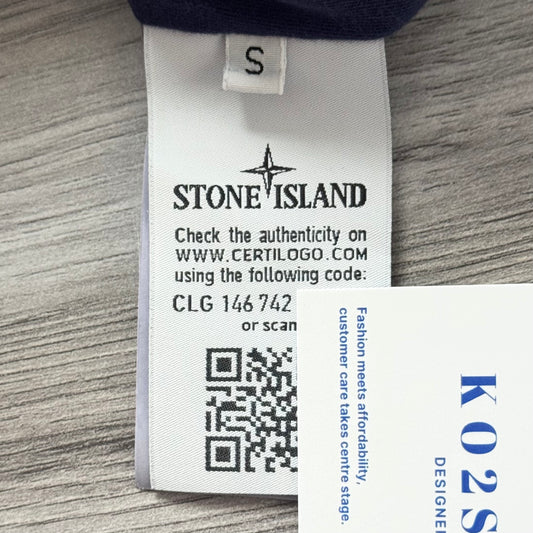 S
STONE ISLAND
Check the authenticity on
WWW.CERTILOGO.COM
using the following code:
CLG 146 742
or scan
Fashion meets affordability,
customer care takes centre stage.
KO2S
DESIGNE